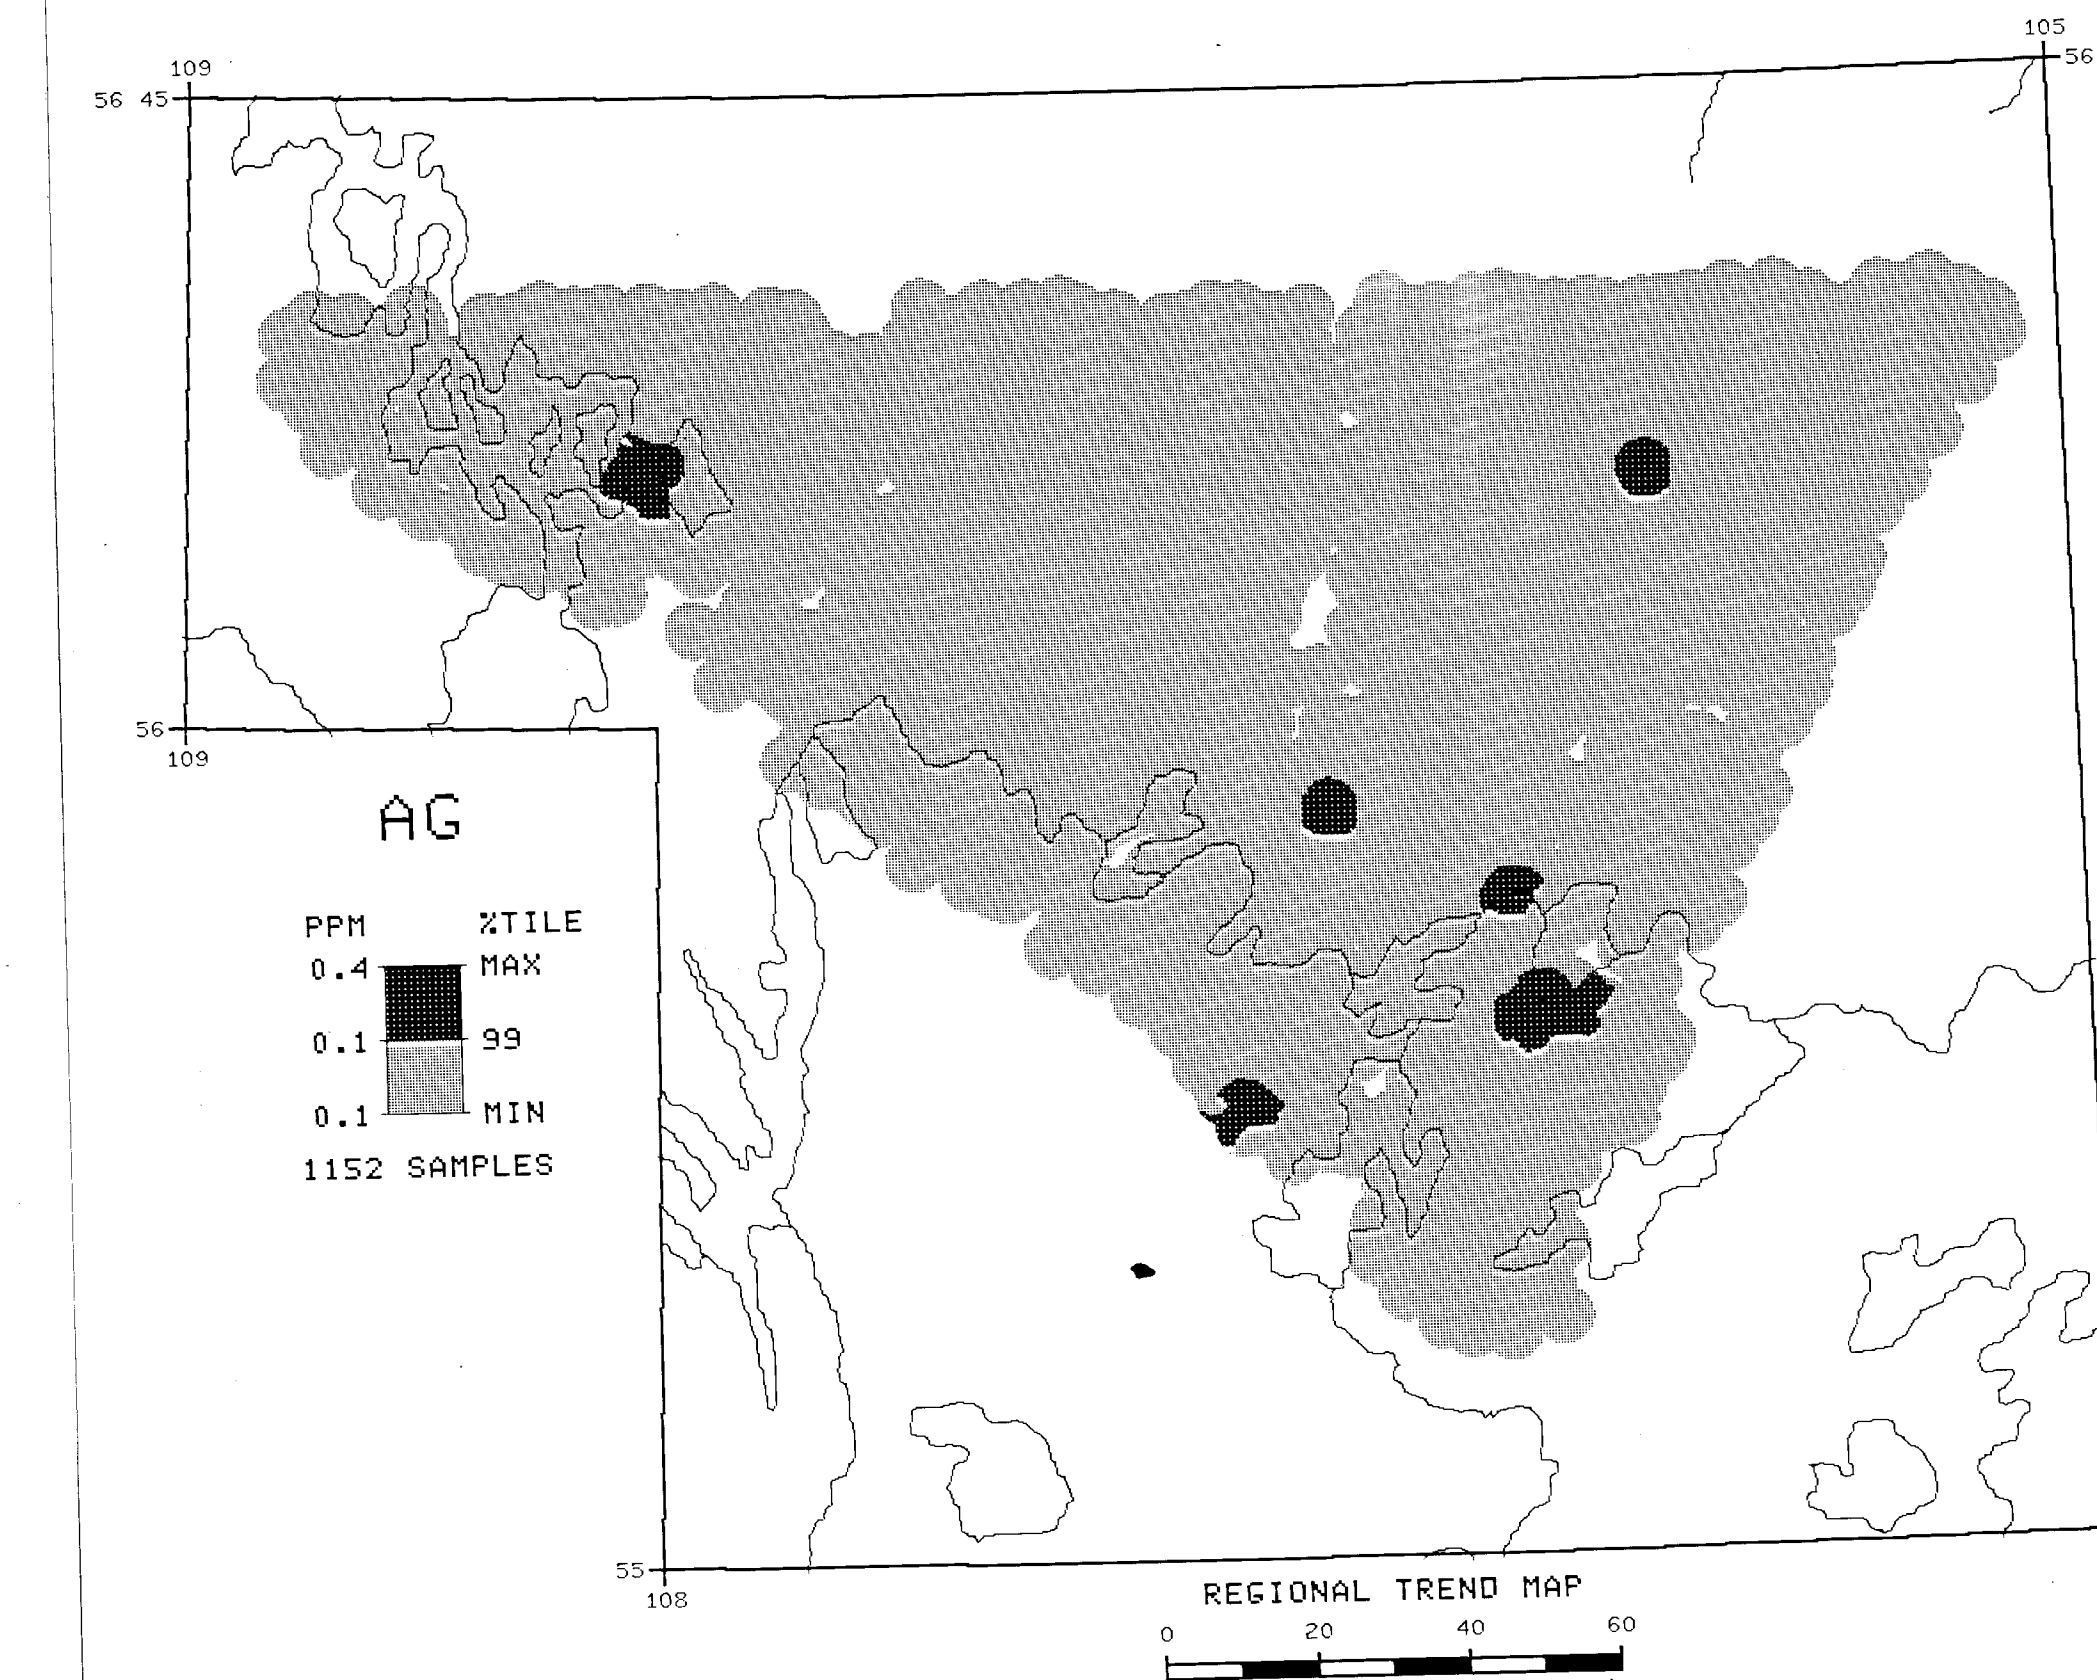 105
109
56
56 45
56
109
AG
PPM %TILE
0.4 MAX
0.1 99
0.1 MIN
1152 SAMPLES
55
108
REGIONAL TREND MAP
0 20 40 60